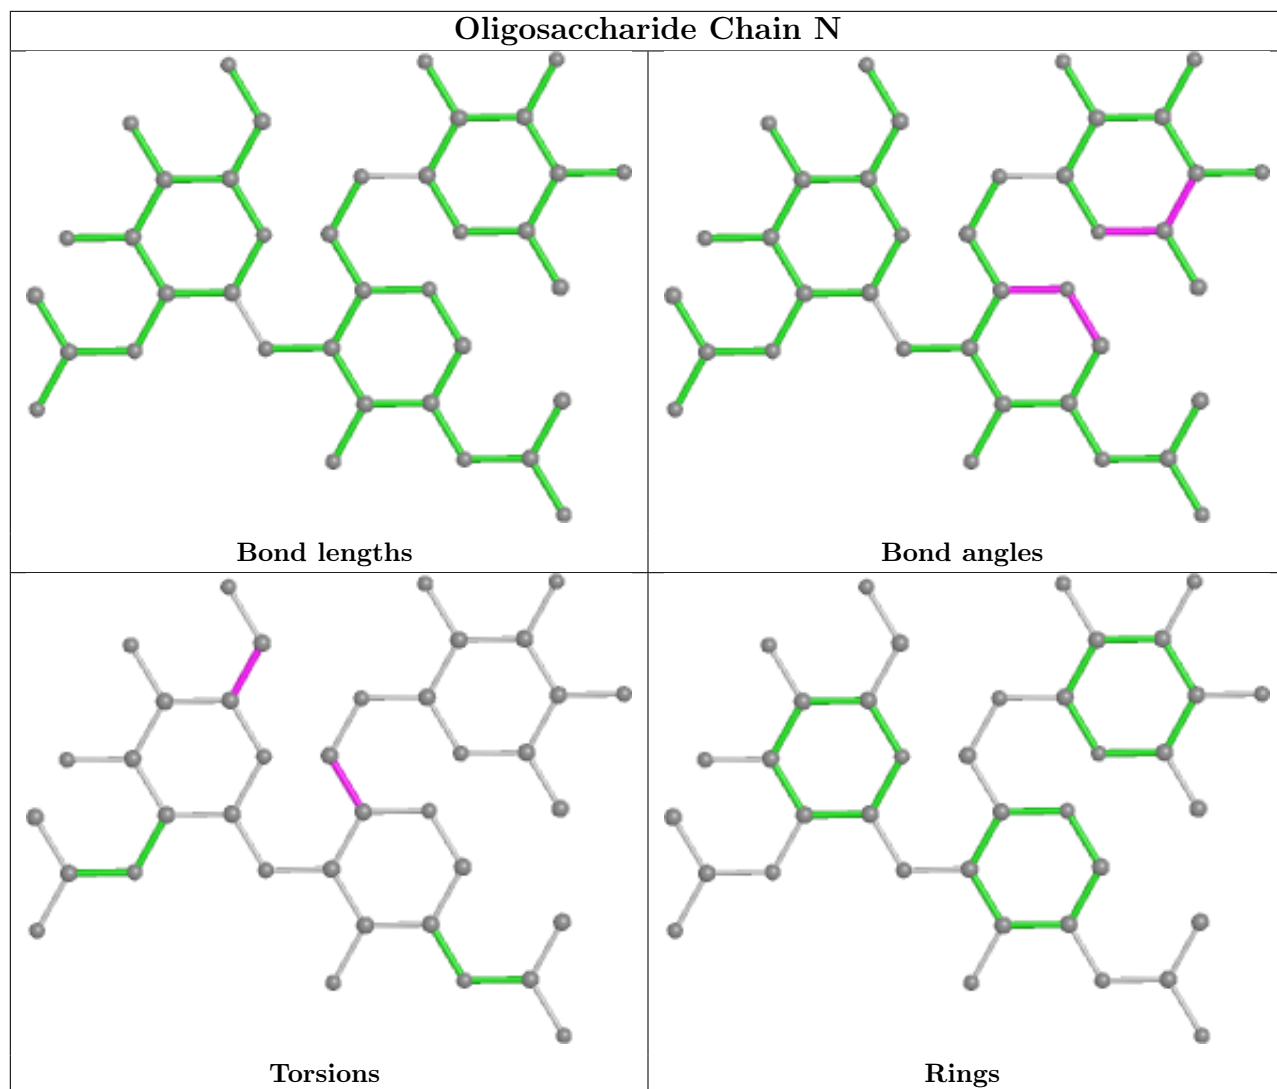 Oligosaccharide Chain N
Bond lengths
Bond angles
Torsions
Rings